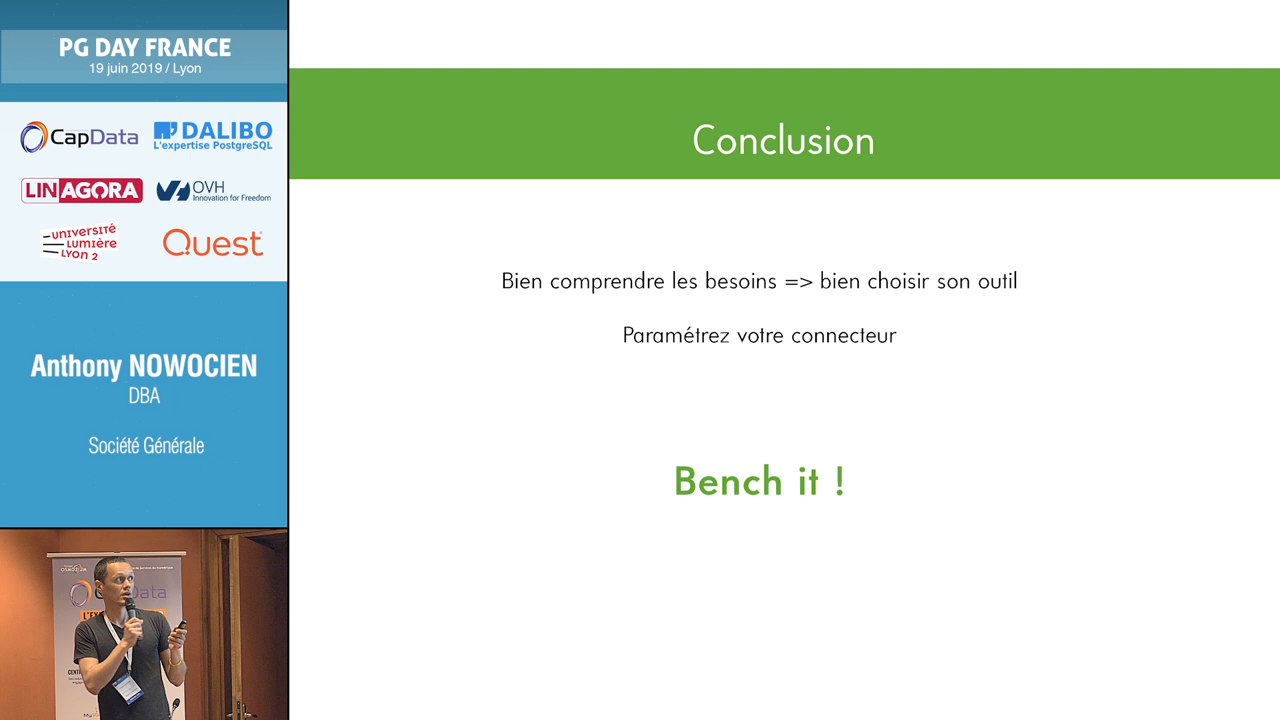 PG DAY FRANCE
19 juin 2019 / Lyon
CapData
DALIBO
L'expertise PostgreSQL
LINAGORA
OVH
Innovation for Freedom
UNIVERSITÉ
LUMIÈRE
LYON 2
Quest
Anthony NOWOCIEN
DBA
Société Générale
Conclusion
Bien comprendre les besoins => bien choisir son outil
Paramétrez votre connecteur
Bench it !